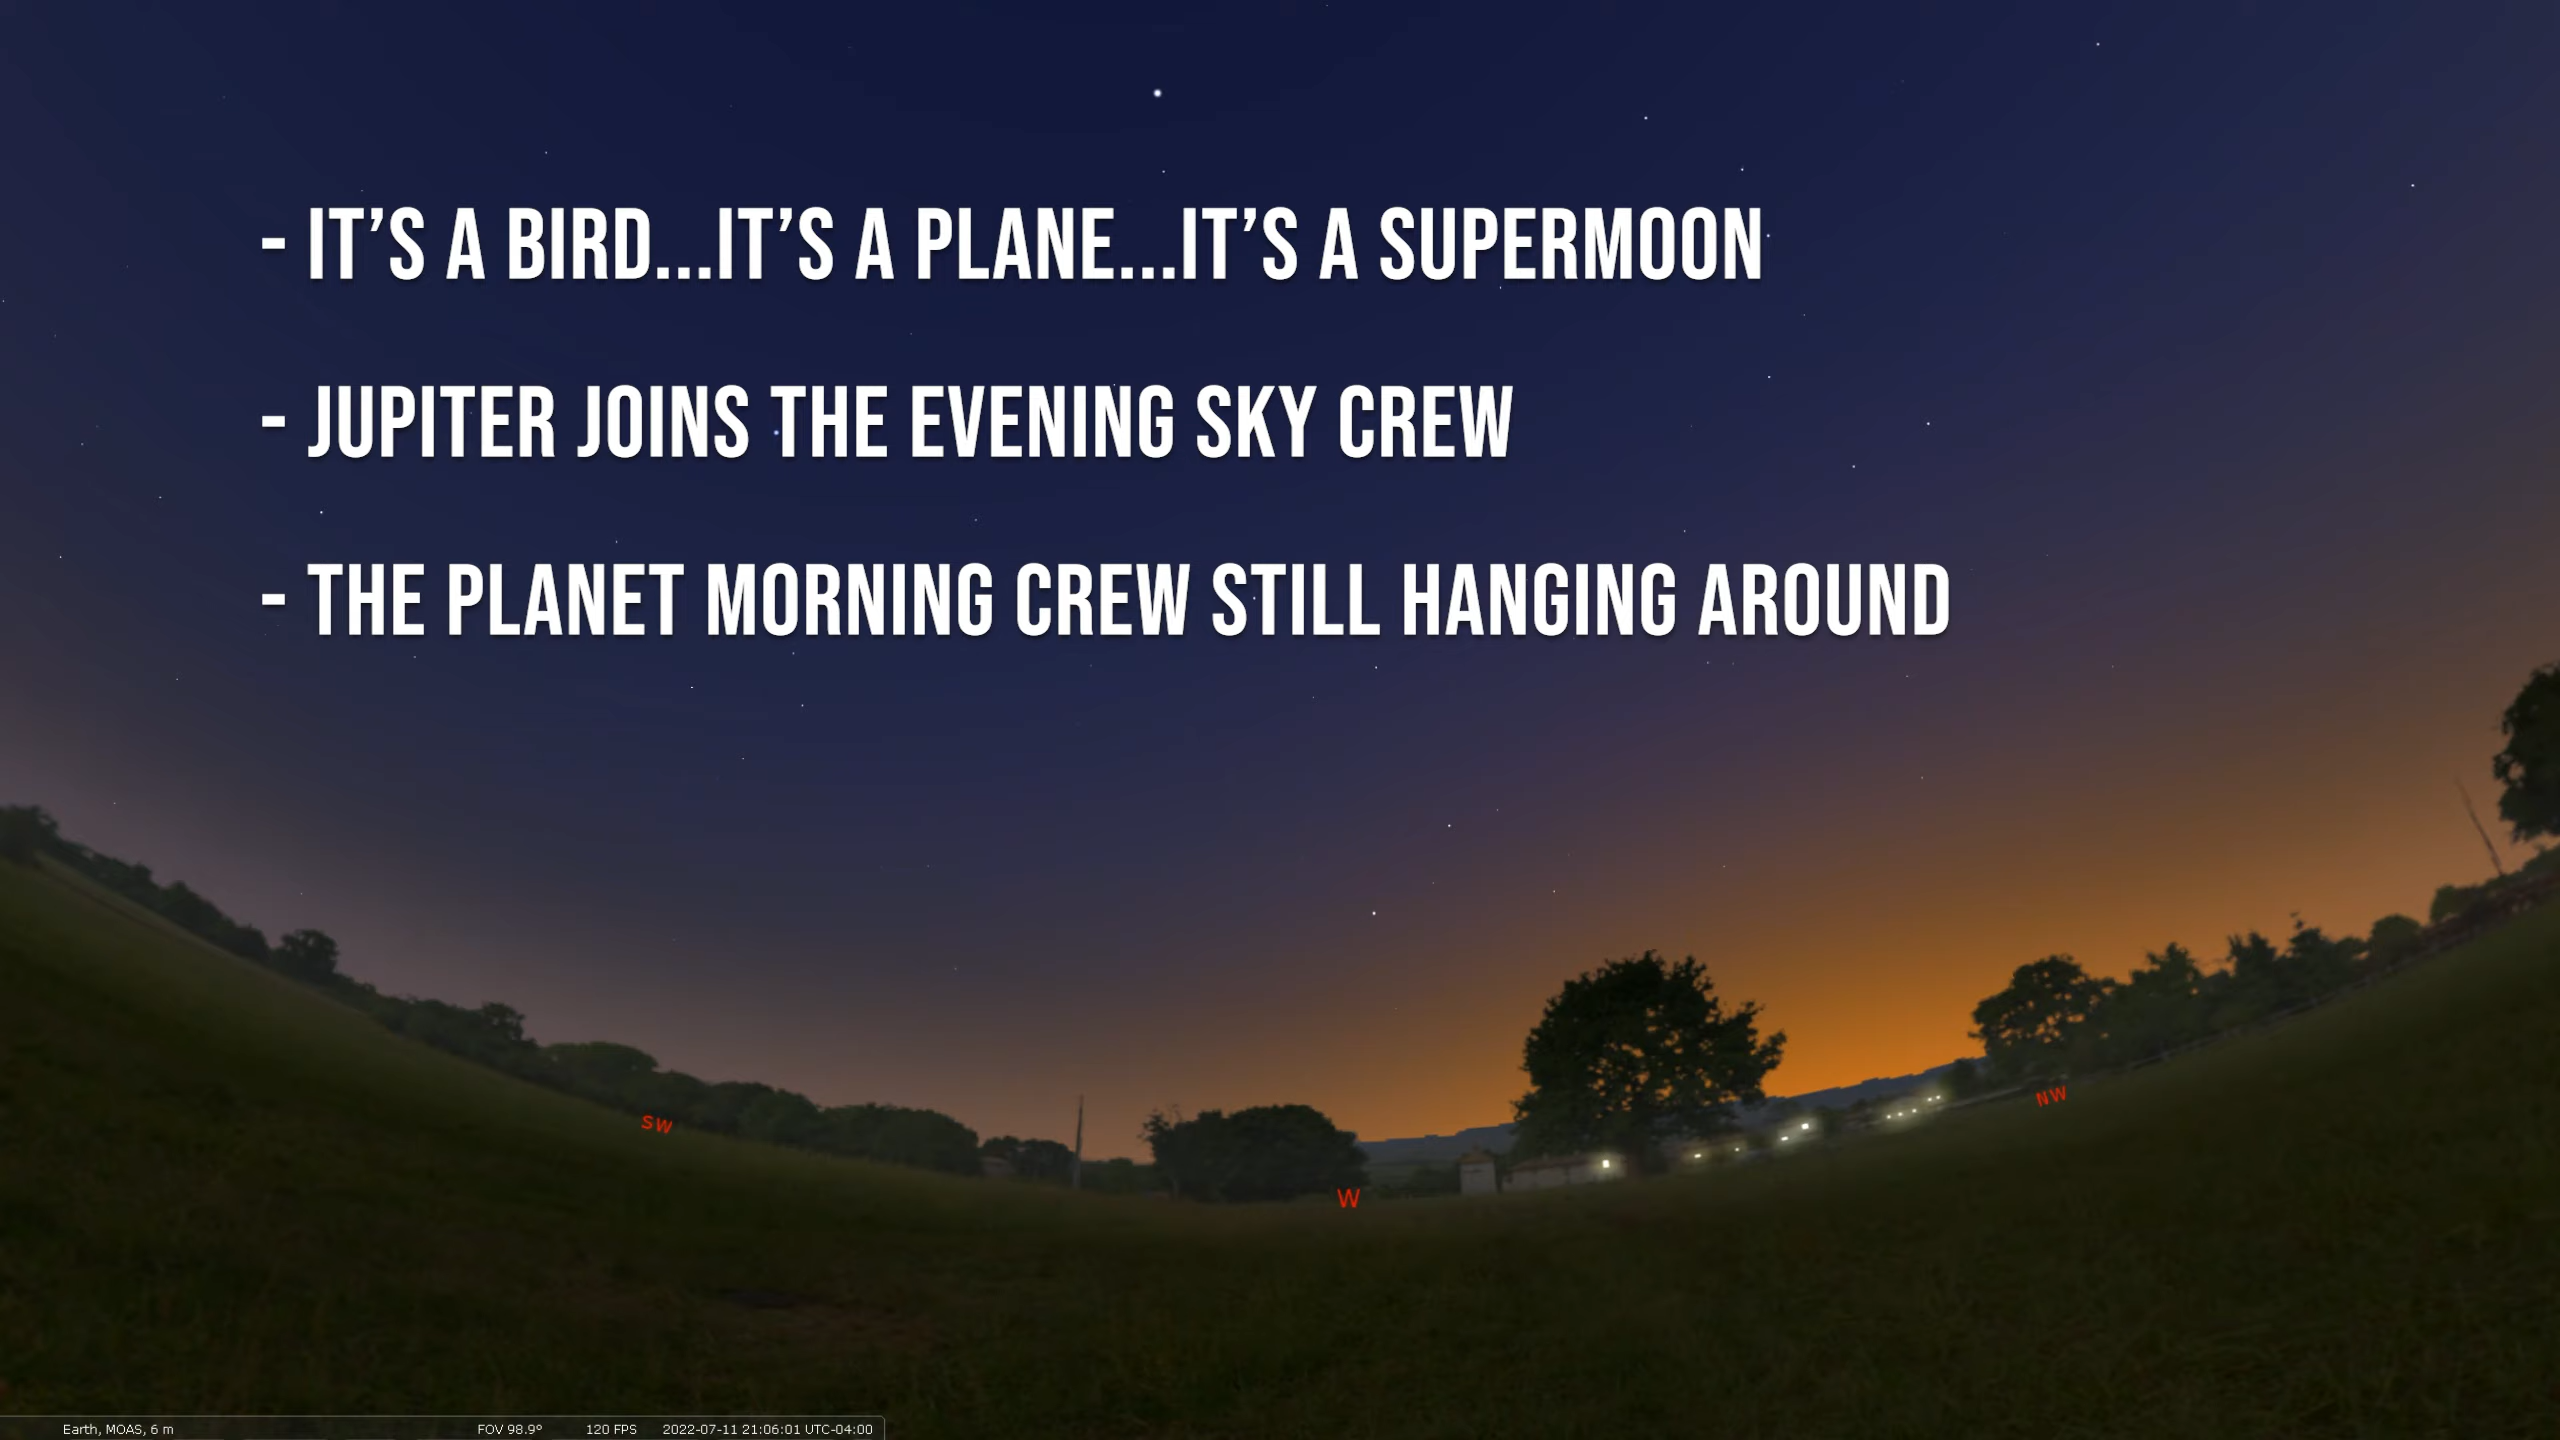 - IT’S A BIRD...IT’S A PLANE...IT’S A SUPERMOON
- JUPITER JOINS THE EVENING SKY CREW
- THE PLANET MORNING CREW STILL HANGING AROUND
SW
W
NW
Earth, MOAS, 6 m FOV 98.9° 120 FPS 2022-07-11 21:06:01 UTC-04:00